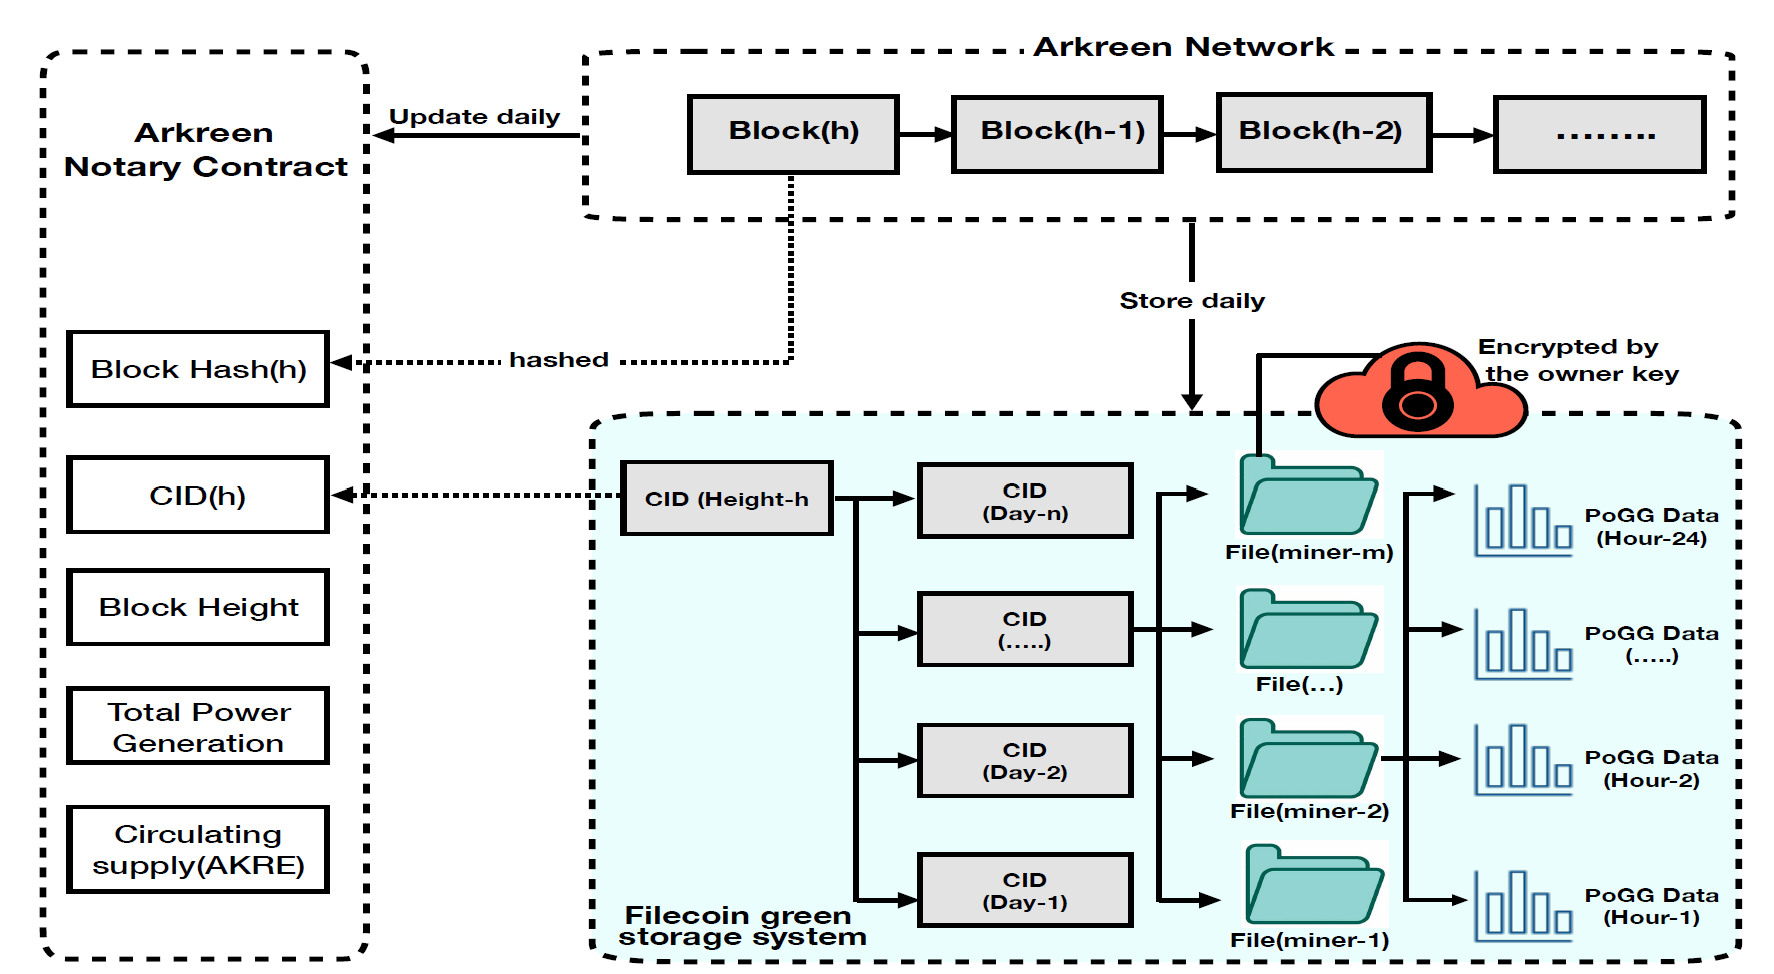 Arkreen Network
Arkreen
Notary Contract
Update daily
Block(h)
Block(h-1)
Block(h-2)
........
Store daily
hashed
Block Hash(h)
CID(h)
Block Height
Total Power
Generation
Circulating
supply(AKRE)
Encrypted by
the owner key
CID (Height-h
CID
(Day-n)
CID
(.....)
CID
(Day-2)
CID
(Day-1)
File(miner-m)
File(...)
File(miner-2)
File(miner-1)
PoGG Data
(Hour-24)
PoGG Data
(.....)
PoGG Data
(Hour-2)
PoGG Data
(Hour-1)
Filecoin green
storage system